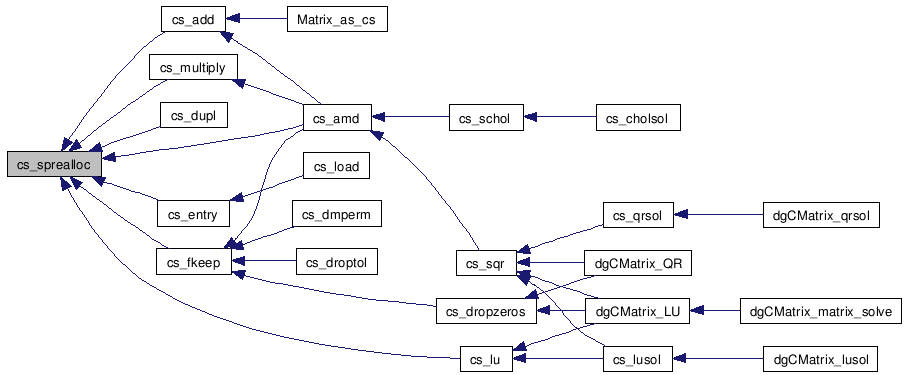 cs_add
Matrix_as_cs
cs_multiply
cs_dupl
cs_amd
cs_schol
cs_cholsol
cs_sprealloc
cs_load
cs_entry
cs_dmperm
cs_qrsol
dgCMatrix_qrsol
cs_fkeep
cs_droptol
cs_sqr
dgCMatrix_QR
cs_dropzeros
dgCMatrix_LU
dgCMatrix_matrix_solve
cs_lu
cs_lusol
dgCMatrix_lusol